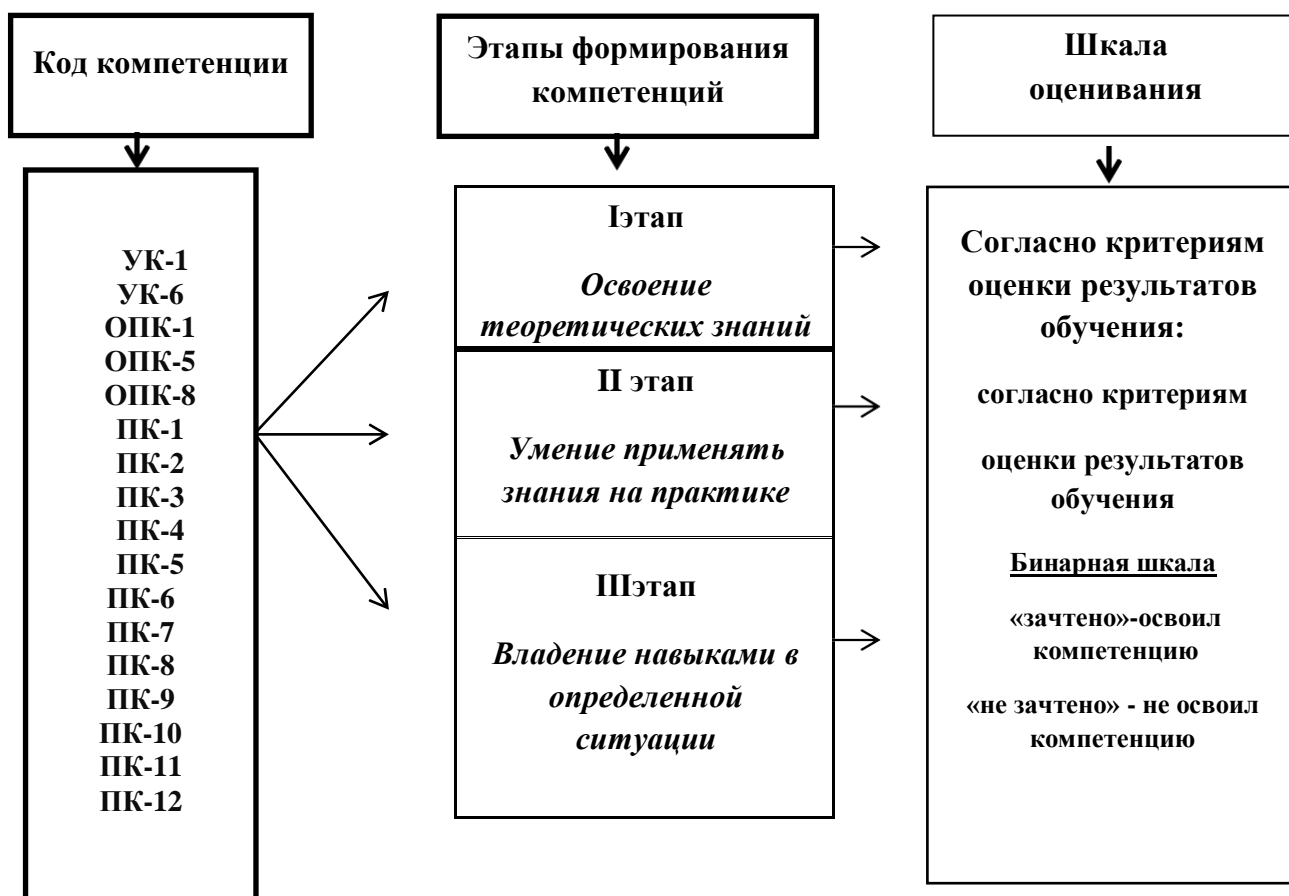 Код компетенции
Этапы формирования
компетенций
Шкала
оценивания
УК-1
УК-6
ОПК-1
ОПК-5
ОПК-8
ПК-1
ПК-2
ПК-3
ПК-4
ПК-5
ПК-6
ПК-7
ПК-8
ПК-9
ПК-10
ПК-11
ПК-12
Iэтап
Освоение
теоретических знаний
II этап
Умение применять
знания на практике
IIIэтап
Владение навыками в
определенной
ситуации
Согласно критериям
оценки результатов
обучения:
согласно критериям
оценки результатов
обучения
Бинарная шкала
«зачтено»-освоил
компетенцию
«не зачтено» - не освоил
компетенцию